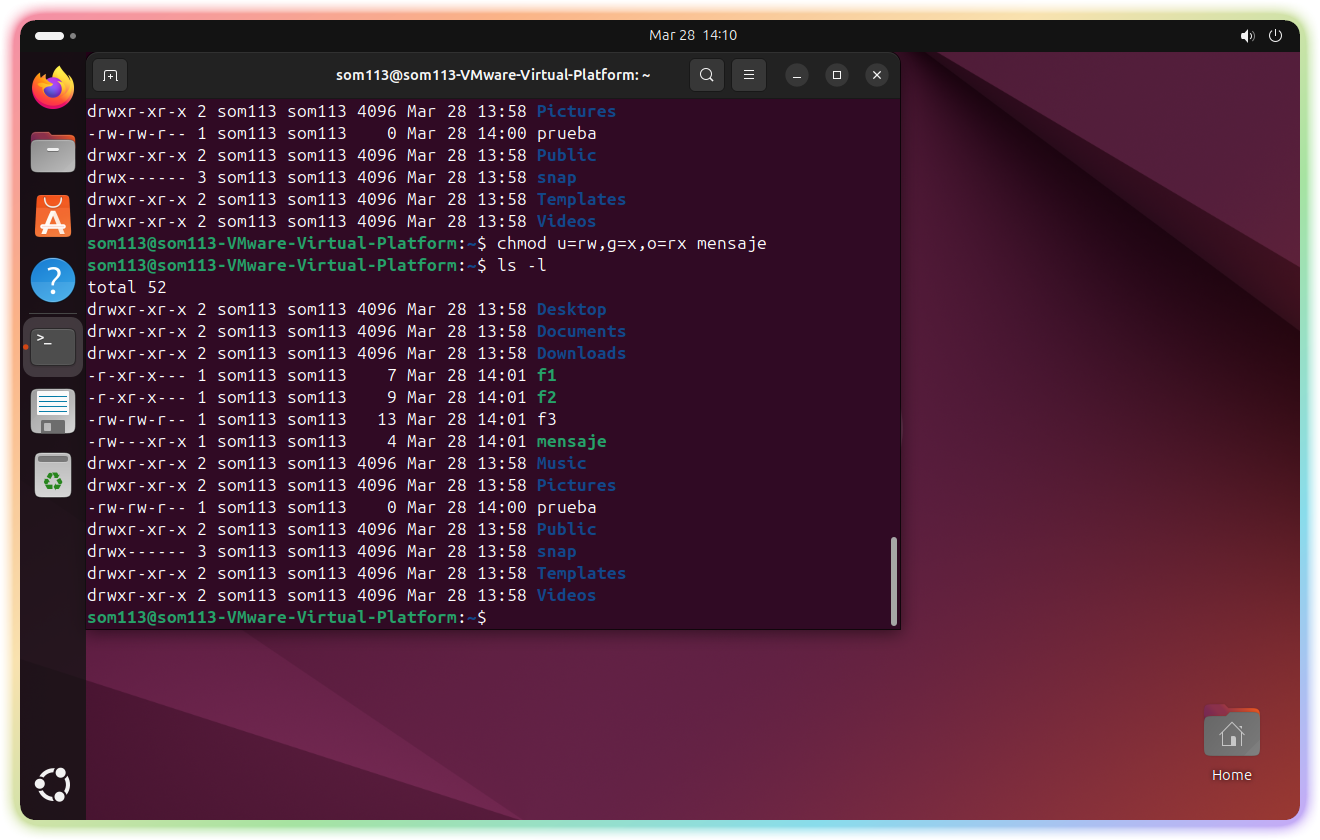 Mar 28 14:10
som113@som113-VMware-Virtual-Platform: ~
drwxr-xr-x 2 som113 som113 4096 Mar 28 13:58 Pictures
-rw-rw-r-- 1 som113 som113    0 Mar 28 14:00 prueba
drwxr-xr-x 2 som113 som113 4096 Mar 28 13:58 Public
drwx------ 3 som113 som113 4096 Mar 28 13:58 snap
drwxr-xr-x 2 som113 som113 4096 Mar 28 13:58 Templates
drwxr-xr-x 2 som113 som113 4096 Mar 28 13:58 Videos
som113@som113-VMware-Virtual-Platform:~$ chmod u=rw,g=x,o=rx mensaje
som113@som113-VMware-Virtual-Platform:~$ ls -l
total 52
drwxr-xr-x 2 som113 som113 4096 Mar 28 13:58 Desktop
drwxr-xr-x 2 som113 som113 4096 Mar 28 13:58 Documents
drwxr-xr-x 2 som113 som113 4096 Mar 28 13:58 Downloads
-r-xr-x--- 1 som113 som113    7 Mar 28 14:01 f1
-r-xr-x--- 1 som113 som113    9 Mar 28 14:01 f2
-rw-rw-r-- 1 som113 som113   13 Mar 28 14:01 f3
-rw---xr-x 1 som113 som113    4 Mar 28 14:01 mensaje
drwxr-xr-x 2 som113 som113 4096 Mar 28 13:58 Music
drwxr-xr-x 2 som113 som113 4096 Mar 28 13:58 Pictures
-rw-rw-r-- 1 som113 som113    0 Mar 28 14:00 prueba
drwxr-xr-x 2 som113 som113 4096 Mar 28 13:58 Public
drwx------ 3 som113 som113 4096 Mar 28 13:58 snap
drwxr-xr-x 2 som113 som113 4096 Mar 28 13:58 Templates
drwxr-xr-x 2 som113 som113 4096 Mar 28 13:58 Videos
som113@som113-VMware-Virtual-Platform:~$
Home